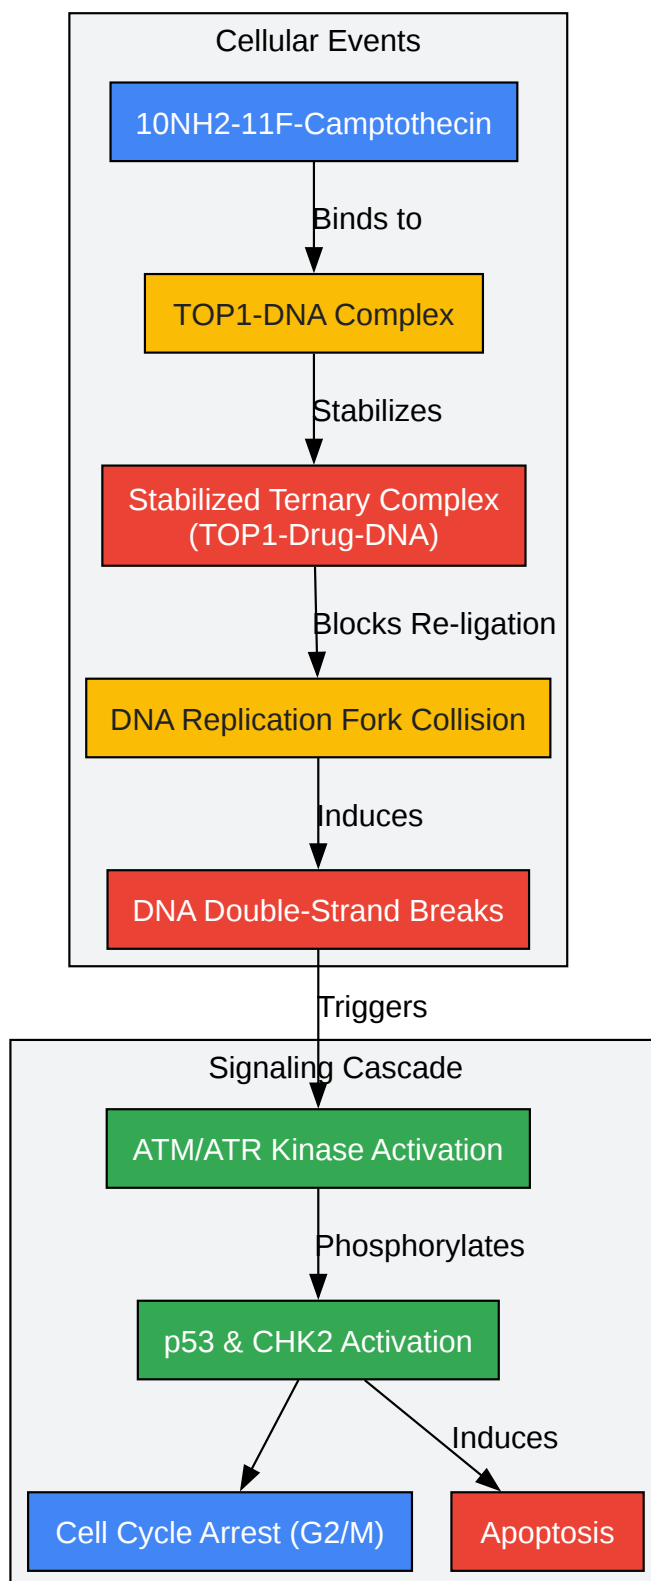 Cellular Events
10NH2-11F-Camptothecin
Binds to
TOP1-DNA Complex
Stabilizes
Stabilized Ternary Complex
(TOP1-Drug-DNA)
Blocks Re-ligation
DNA Replication Fork Collision
Induces
DNA Double-Strand Breaks
Triggers
Signaling Cascade
ATM/ATR Kinase Activation
Phosphorylates
p53 & CHK2 Activation
Induces
Cell Cycle Arrest (G2/M)
Apoptosis